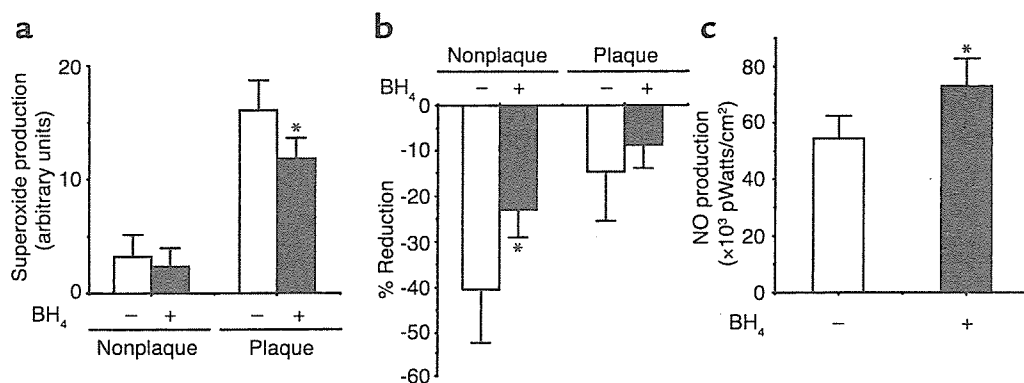 a
Superoxide production
(arbitrary units)
20
10
0
BH4 − + − +
Nonplaque Plaque
b
Nonplaque Plaque
BH4 − + − +
% Reduction
0
-10
-20
-30
-40
-50
-60
*
*
c
NO production
(×10³ pWatts/cm²)
80
60
40
20
0
*
BH4 − +